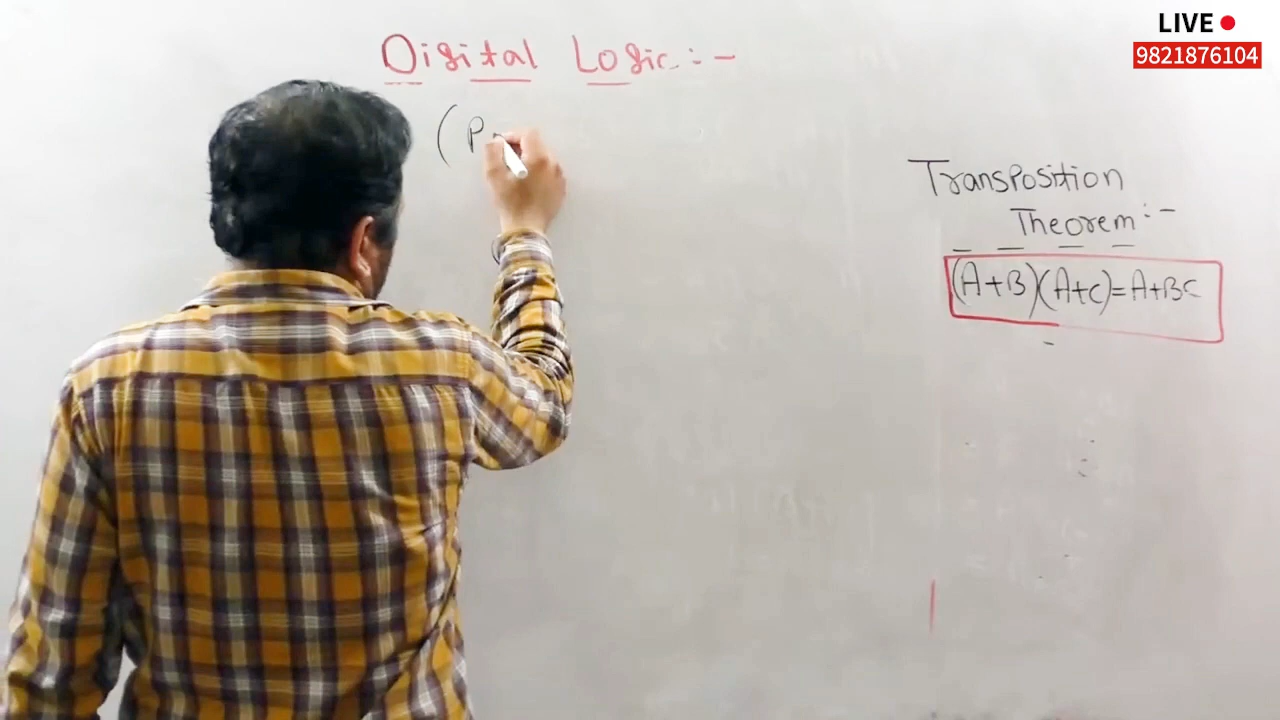 LIVE
9821876104
Digital Logic :-
(P
Transposition
Theorem :-
(A+B)(A+C)=A+BC